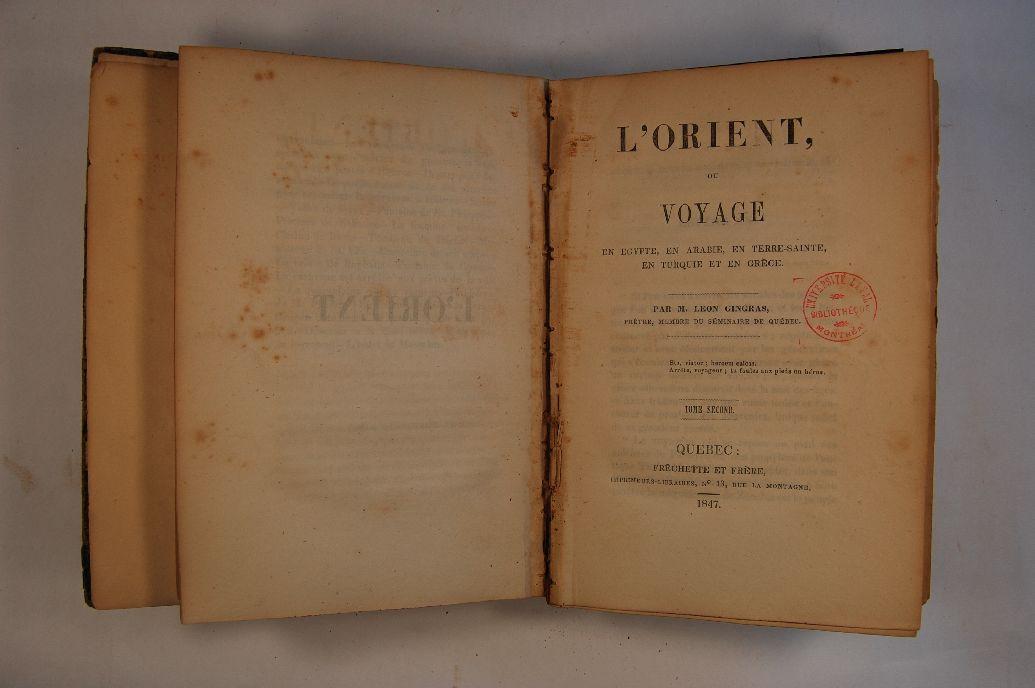 L'ORIENT,
OU
VOYAGE
EN EGYPTE, EN ARABIE, EN TERRE-SAINTE,
EN TURQUIE ET EN GRÈCE.
PAR M. LEON GINGRAS,
PRÊTRE, MEMBRE DU SÉMINAIRE DE QUÉBEC.
UNIVERSITÉ LAVAL
BIBLIOTHÈQUE
MONTRÉAL
Sta, viator; heroem calcas.
Arrête, voyageur; tu foules aux pieds un héros.
TOME SECOND.
QUEBEC:
FRÉCHETTE ET FRÈRE,
IMPRIMEURS-LIBRAIRES, N° 13, RUE LA MONTAGNE,
1847.
L'ORIENT.